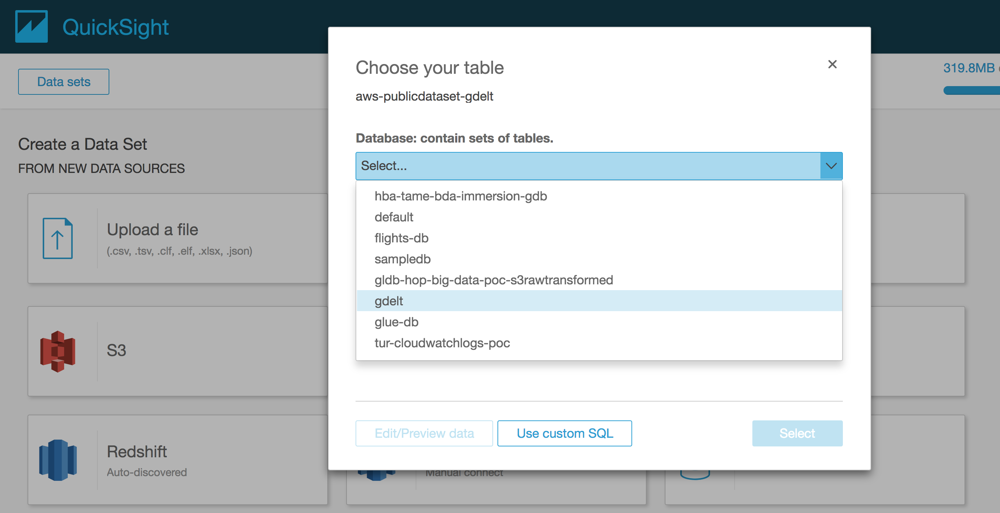 QuickSight
Data sets
319.8MB
Create a Data Set
FROM NEW DATA SOURCES
Upload a file
(.csv, .tsv, .clf, .elf, .xlsx, .json)
S3
Redshift
Auto-discovered
Manual connect
Choose your table
aws-publicdataset-gdelt
Database: contain sets of tables.
Select...
hba-tame-bda-immersion-gdb
default
flights-db
sampledb
gldb-hop-big-data-poc-s3rawtransformed
gdelt
glue-db
tur-cloudwatchlogs-poc
Edit/Preview data
Use custom SQL
Select